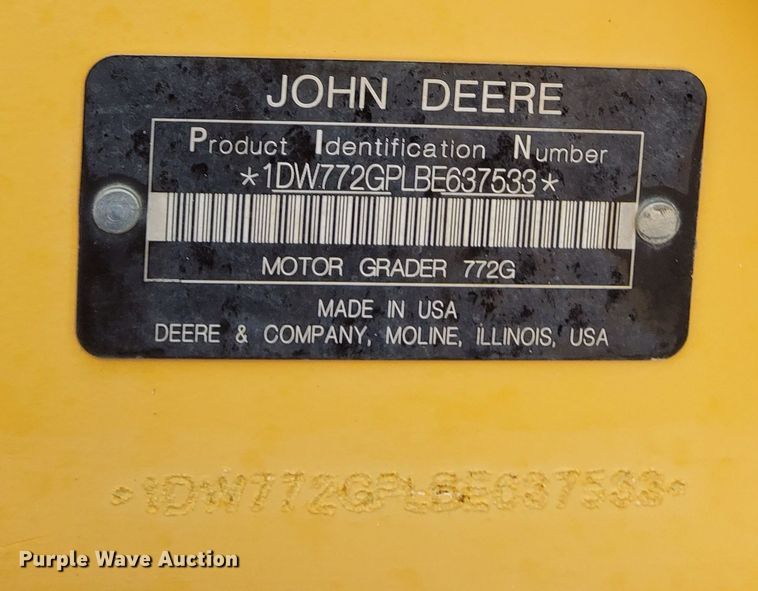 JOHN DEERE
Product Identification Number
*1DW772GPLBE637533*
MOTOR GRADER 772G
MADE IN USA
DEERE & COMPANY, MOLINE, ILLINOIS, USA
*1DW772GPLBE637533*
Purple Wave Auction